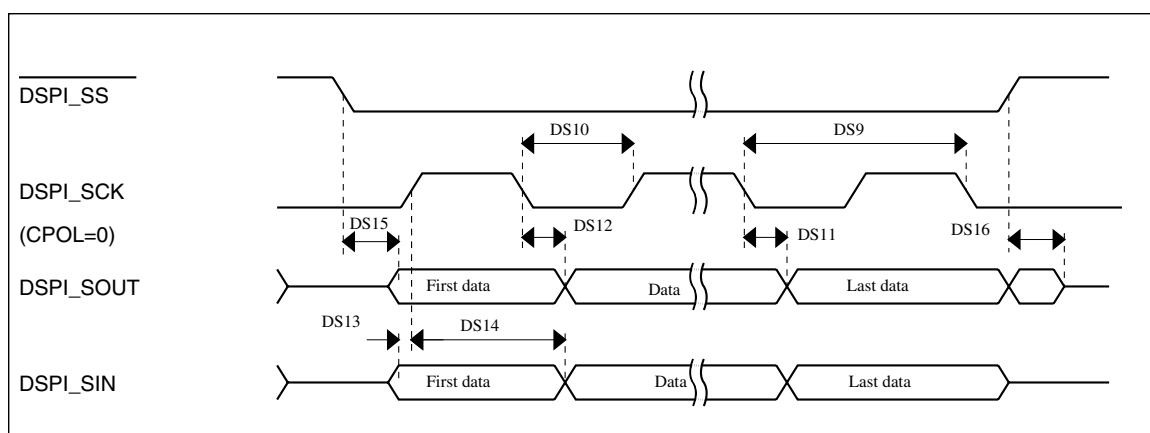 DSPI_SS
DS10
DS9
DSPI_SCK
(CPOL=0)
DS15
DS12
DS11
DS16
DSPI_SOUT
First data
Data
Last data
DS13
DS14
DSPI_SIN
First data
Data
Last data